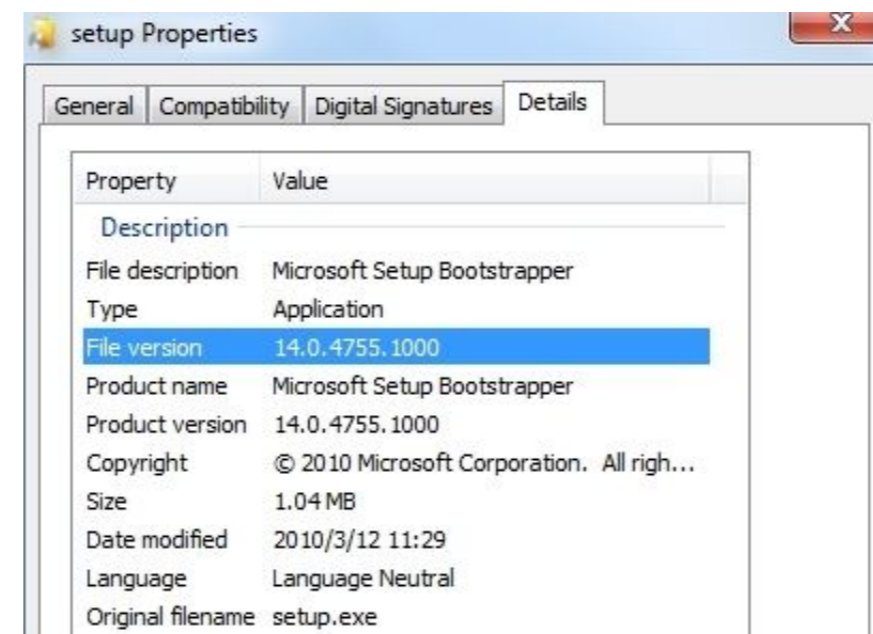 setup Properties
General Compatibility Digital Signatures Details
Property Value
Description
File description Microsoft Setup Bootstrapper
Type Application
File version 14.0.4755.1000
Product name Microsoft Setup Bootstrapper
Product version 14.0.4755.1000
Copyright © 2010 Microsoft Corporation. All righ...
Size 1.04 MB
Date modified 2010/3/12 11:29
Language Language Neutral
Original filename setup.exe